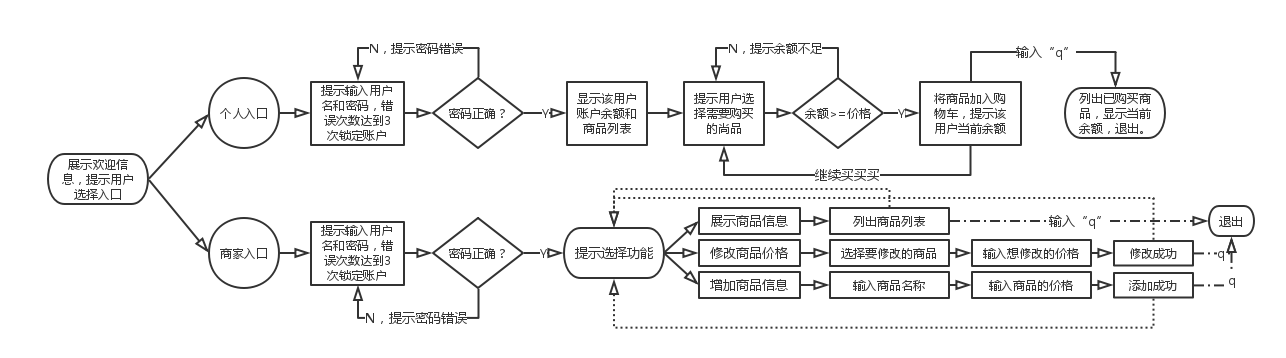 N，提示密码错误
N，提示余额不足
输入“q”
个人入口
提示输入用户
名和密码，错
误次数达到3
次锁定账户
密码正确？
Y
显示该用户
账户余额和
商品列表
提示用户选
择需要购买
的尚品
余额>=价格
Y
将商品加入购
物车，提示该
用户当前余额
列出已购买商
品，显示当前
余额，退出。
继续买买买
展示欢迎信
息，提示用户
选择入口
商家入口
提示输入用户
名和密码，错
误次数达到3
次锁定账户
密码正确？
Y
提示选择功能
N，提示密码错误
展示商品信息
列出商品列表
输入“q”
退出
修改商品价格
选择要修改的商品
输入想修改的价格
修改成功
q
增加商品信息
输入商品名称
输入商品的价格
添加成功
q